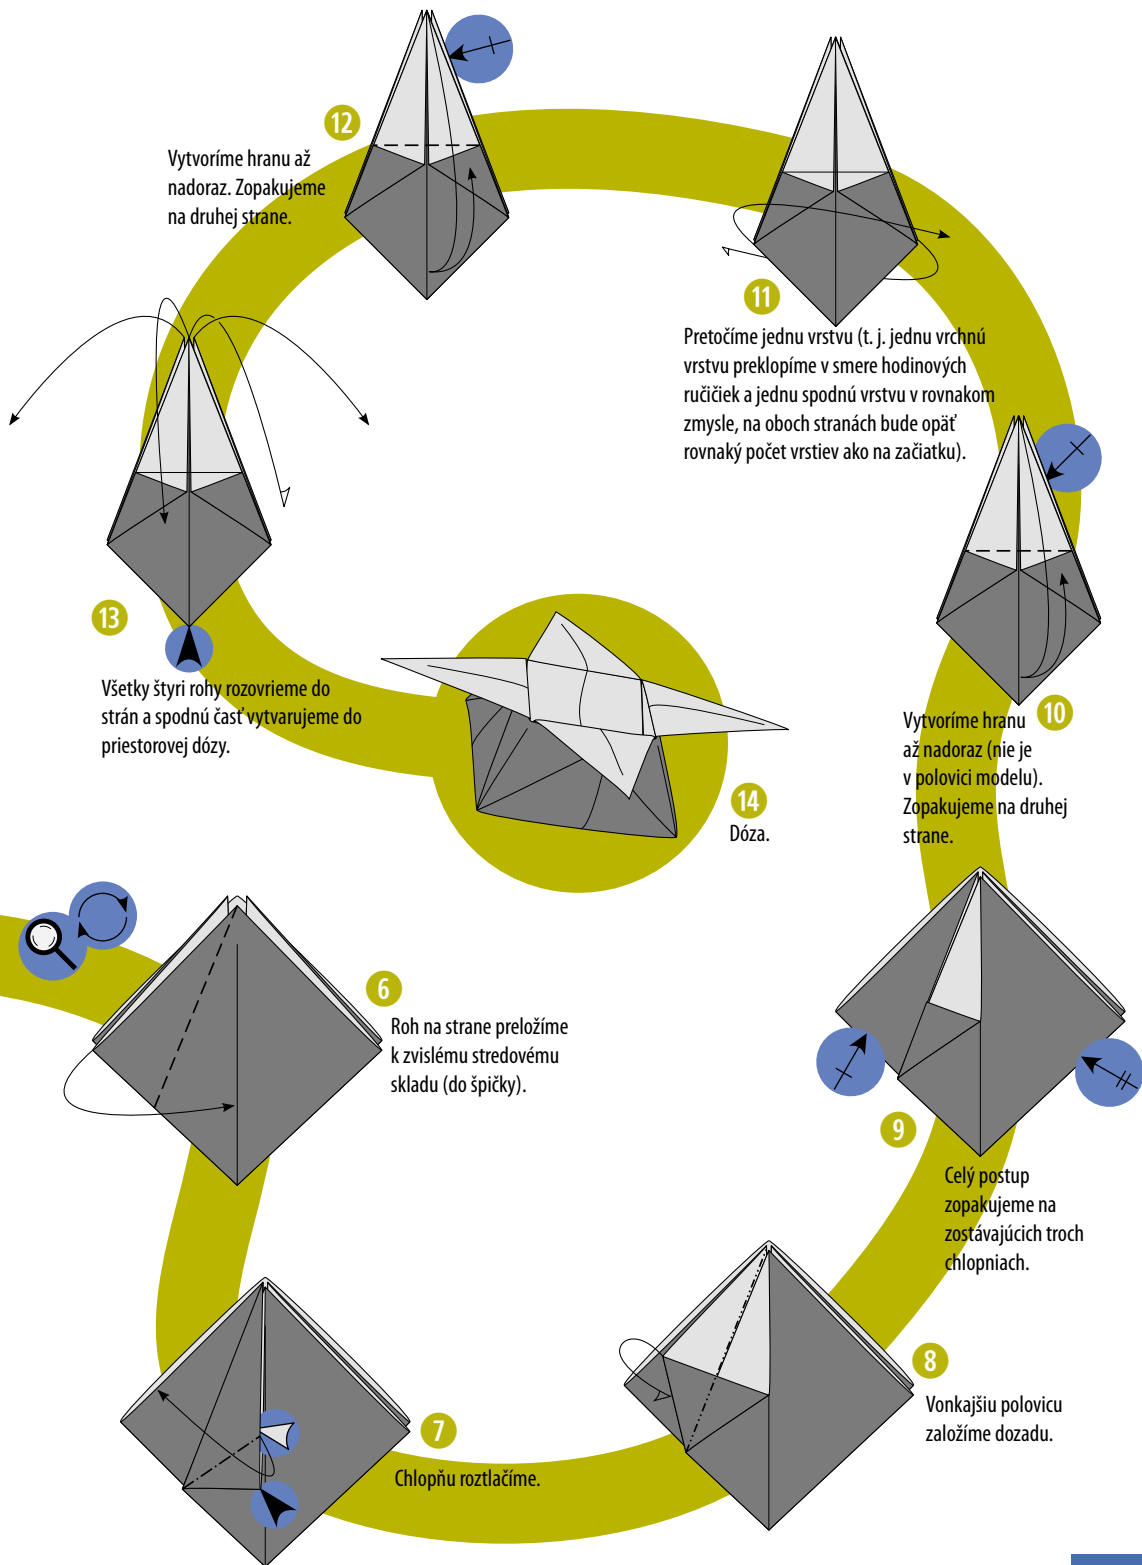 6
Roh na strane preložíme
k zvislému stredovému
skladu (do špičky).
7
Chlopňu roztlačíme.
8
Vonkajšiu polovicu
založíme dozadu.
9
Celý postup
zopakujeme na
zostávajúcich troch
chlopniach.
10
Vytvoríme hranu
až nadoraz (nie je
v polovici modelu).
Zopakujeme na druhej
strane.
11
Pretočíme jednu vrstvu (t. j. jednu vrchnú
vrstvu preklopíme v smere hodinových
ručičiek a jednu spodnú vrstvu v rovnakom
zmysle, na oboch stranách bude opäť
rovnaký počet vrstiev ako na začiatku).
12
Vytvoríme hranu až
nadoraz. Zopakujeme
na druhej strane.
13
Všetky štyri rohy rozovrieme do
strán a spodnú časť vytvarujeme do
priestorovej dózy.
14
Dóza.